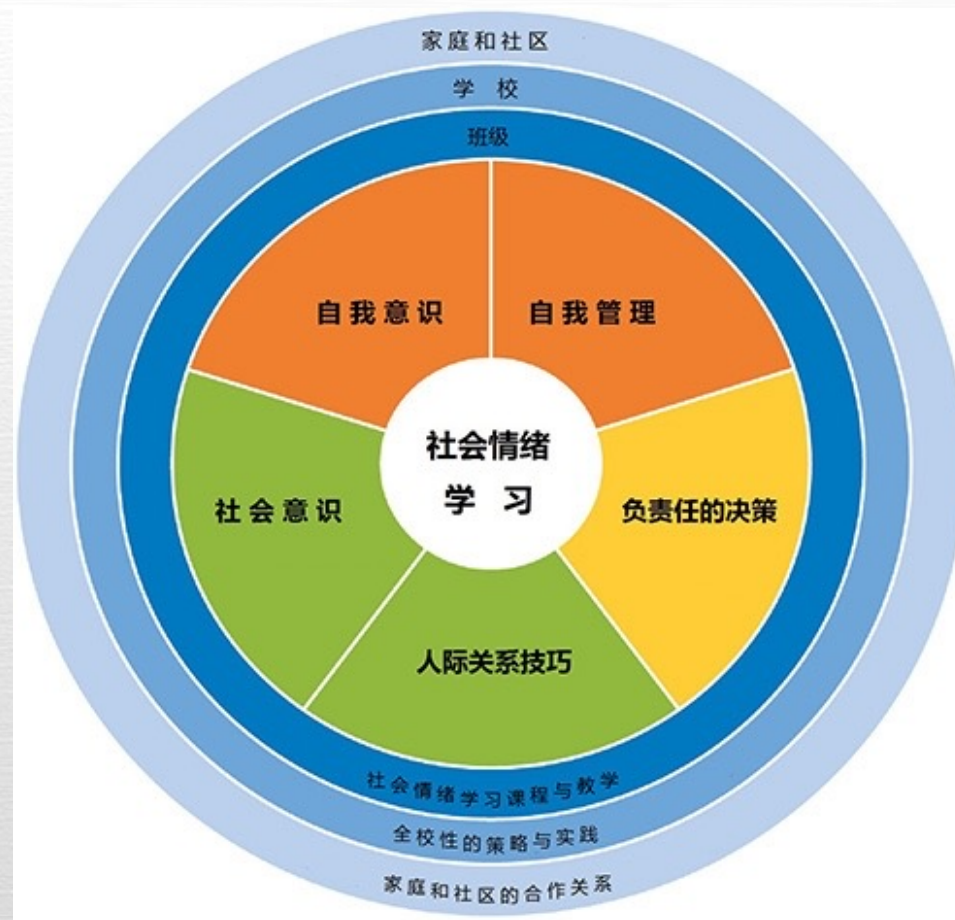 家庭和社区
学 校
班级
自我意识
自我管理
社会情绪
学 习
社会意识
负责任的决策
人际关系技巧
社会情绪学习课程与教学
全校性的策略与实践
家庭和社区的合作关系